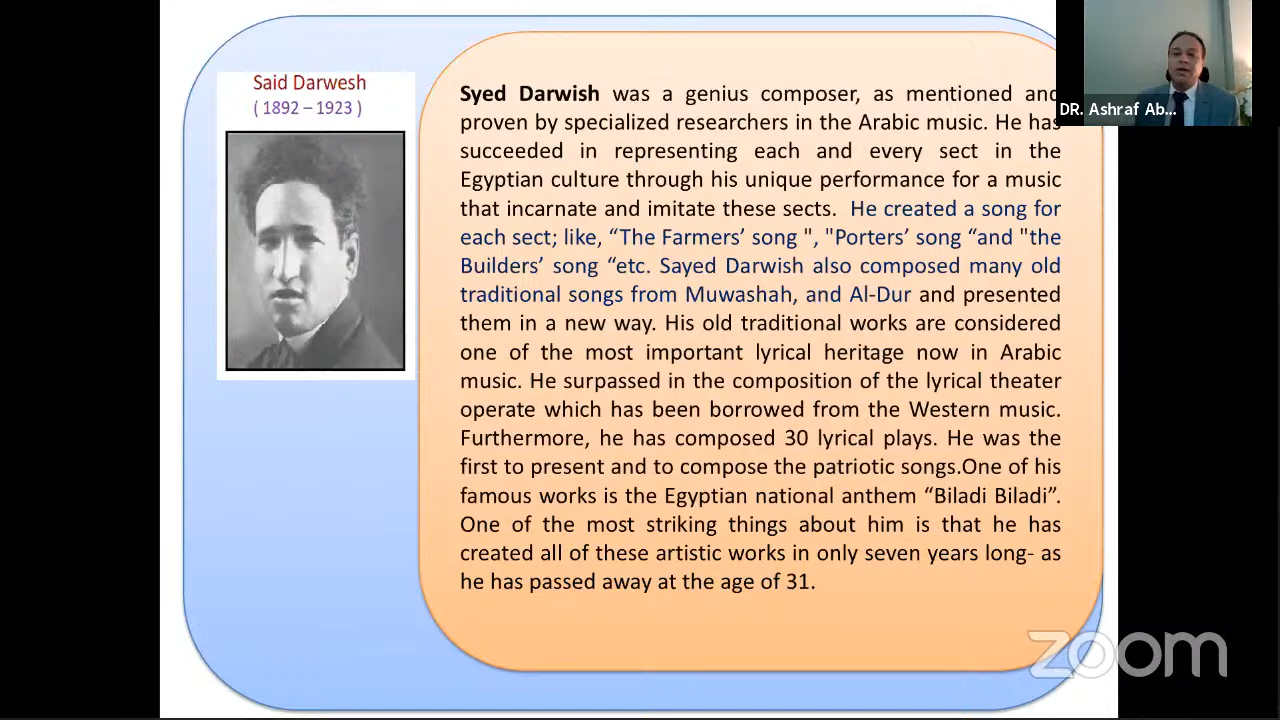 Said Darwesh
( 1892 – 1923 )
Syed Darwish was a genius composer, as mentioned and
proven by specialized researchers in the Arabic music. He has
succeeded in representing each and every sect in the
Egyptian culture through his unique performance for a music
that incarnate and imitate these sects. He created a song for
each sect; like, “The Farmers’ song ", "Porters’ song “and "the
Builders’ song “etc. Sayed Darwish also composed many old
traditional songs from Muwashah, and Al-Dur and presented
them in a new way. His old traditional works are considered
one of the most important lyrical heritage now in Arabic
music. He surpassed in the composition of the lyrical theater
operate which has been borrowed from the Western music.
Furthermore, he has composed 30 lyrical plays. He was the
first to present and to compose the patriotic songs.One of his
famous works is the Egyptian national anthem “Biladi Biladi”.
One of the most striking things about him is that he has
created all of these artistic works in only seven years long- as
he has passed away at the age of 31.
DR. Ashraf Ab...
zoom